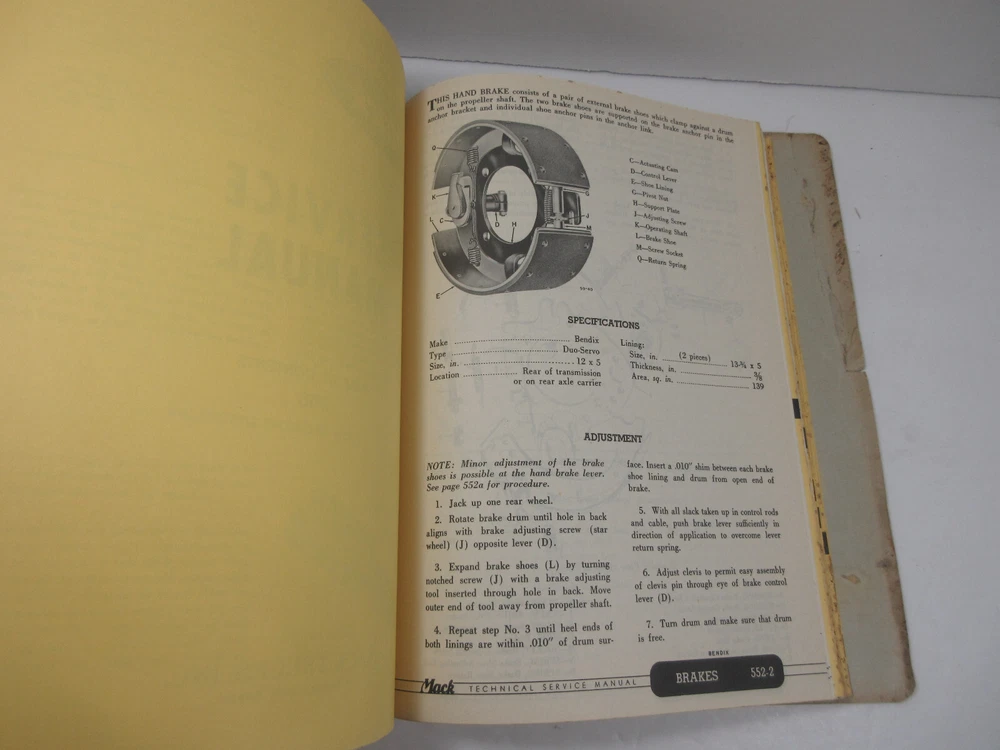 THIS HAND BRAKE consists of a pair of external brake shoes which clamp against a drum
on the propeller shaft. The two brake shoes are supported on the brake anchor pin in the
anchor bracket and individual shoe anchor pins in the anchor link.
Q
K
L
C
D
H
G
J
M
E
C—Actuating Cam
D—Control Lever
E—Shoe Lining
G—Pivot Nut
H—Support Plate
J—Adjusting Screw
K—Operating Shaft
L—Brake Shoe
M—Screw Socket
Q—Return Spring
SPECIFICATIONS
Make ........ Bendix
Type ........ Duo-Servo
Size, in. ........ 12 x 5
Location ........ Rear of transmission
or on rear axle carrier
Lining:
Size, in. .... (2 pieces) ........ x 5
Thickness, in. ........ ⅜
Area, sq. in. ........ 139
ADJUSTMENT
NOTE: Minor adjustment of the brake
shoes is possible at the hand brake lever.
See page 552a for procedure.
1. Jack up one rear wheel.
2. Rotate brake drum until hole in back
aligns with brake adjusting screw (star
wheel) (J) opposite lever (D).
3. Expand brake shoes (L) by turning
notched screw (J) with a brake adjusting
tool inserted through hole in back. Move
outer end of tool away from propeller shaft.
4. Repeat step No. 3 until heel ends of
both linings are within .010" of drum sur-
face. Insert a .010" shim between each brake
shoe lining and drum from open end of
brake.
5. With all slack taken up in control rods
and cable, push brake lever sufficiently in
direction of application to overcome lever
return spring.
6. Adjust clevis to permit easy assembly
of clevis pin through eye of brake control
lever (D).
7. Turn drum and make sure that drum
is free.
BENDIX
Mack TECHNICAL SERVICE MANUAL
BRAKES 552-2